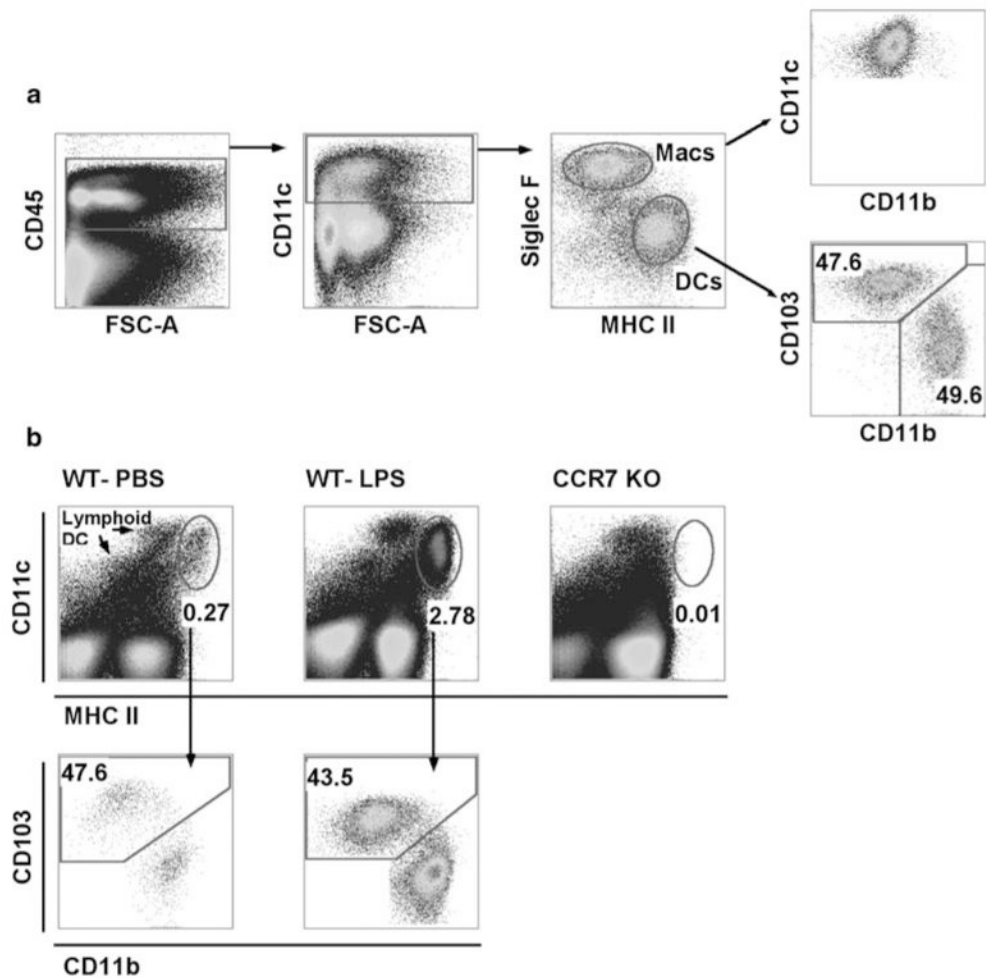 a
CD45
FSC-A
CD11c
FSC-A
Siglec F
Macs
DCs
MHC II
CD11c
CD11b
CD103
47.6
49.6
CD11b
b
WT- PBS
WT- LPS
CCR7 KO
CD11c
Lymphoid
DC
0.27
2.78
0.01
MHC II
CD103
47.6
43.5
CD11b